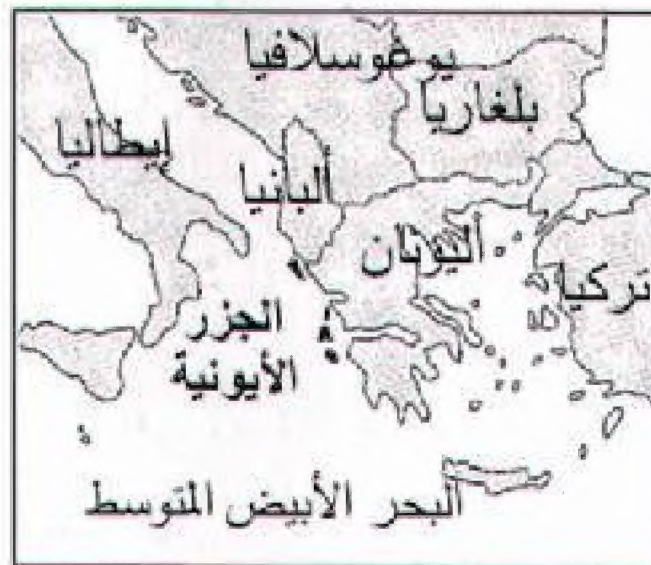 يوغوسلافيا
بلغاريا
إيطاليا
ألبانيا
اليونان
تركيا
الجزر
الأيونية
البحر الأبيض المتوسط